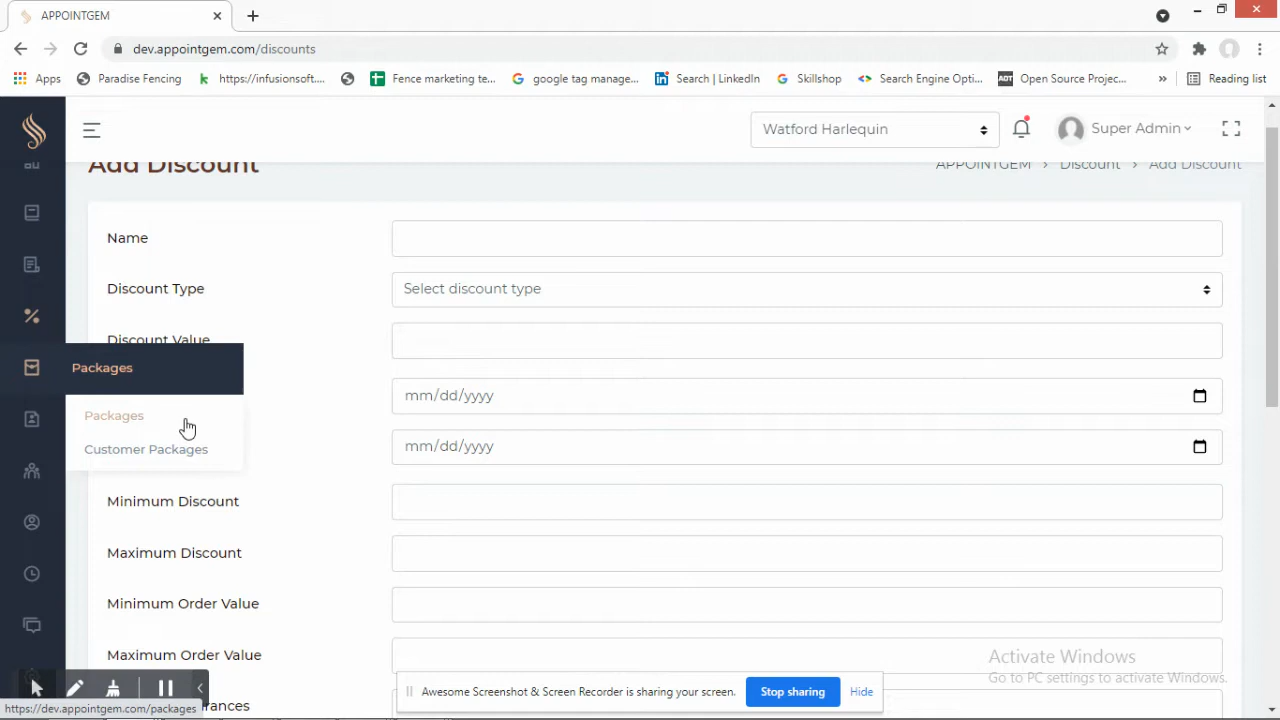 APPOINTGEM
dev.appointgem.com/discounts
Apps Paradise Fencing https://infusionsoft.... Fence marketing te... google tag manage... Search | LinkedIn Skillshop Search Engine Opti... Open Source Projec... » Reading list
Watford Harlequin Super Admin
Add Discount APPOINTGEM > Discount > Add Discount
Name
Discount Type Select discount type
Discount Value
Packages
mm/dd/yyyy
Packages
Customer Packages mm/dd/yyyy
Minimum Discount
Maximum Discount
Minimum Order Value
Maximum Order Value
Activate Windows
Go to PC settings to activate Windows.
Awesome Screenshot & Screen Recorder is sharing your screen. Stop sharing Hide
https://dev.appointgem.com/packages